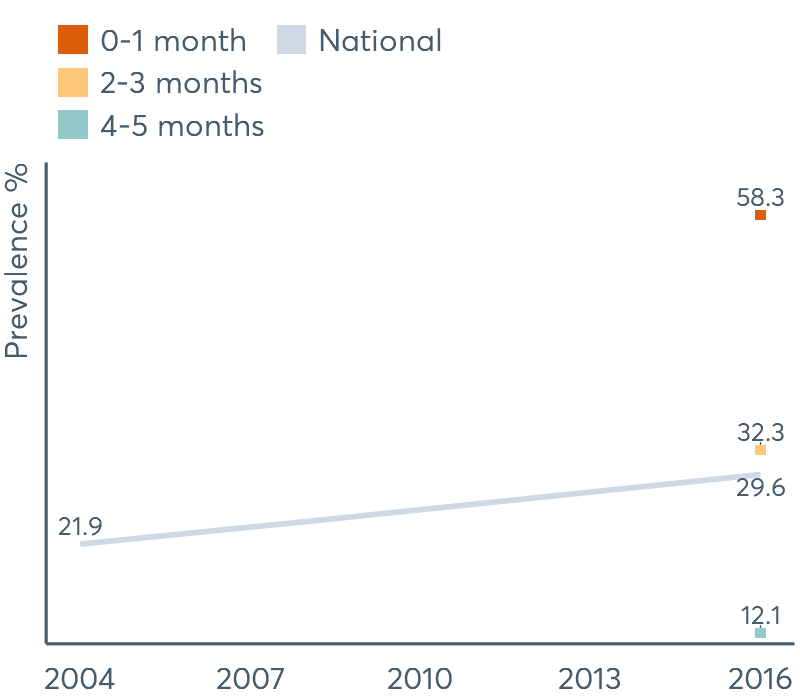 0-1 month
National
2-3 months
4-5 months
Prevalence %
58.3
32.3
29.6
21.9
12.1
2004 2007 2010 2013 2016